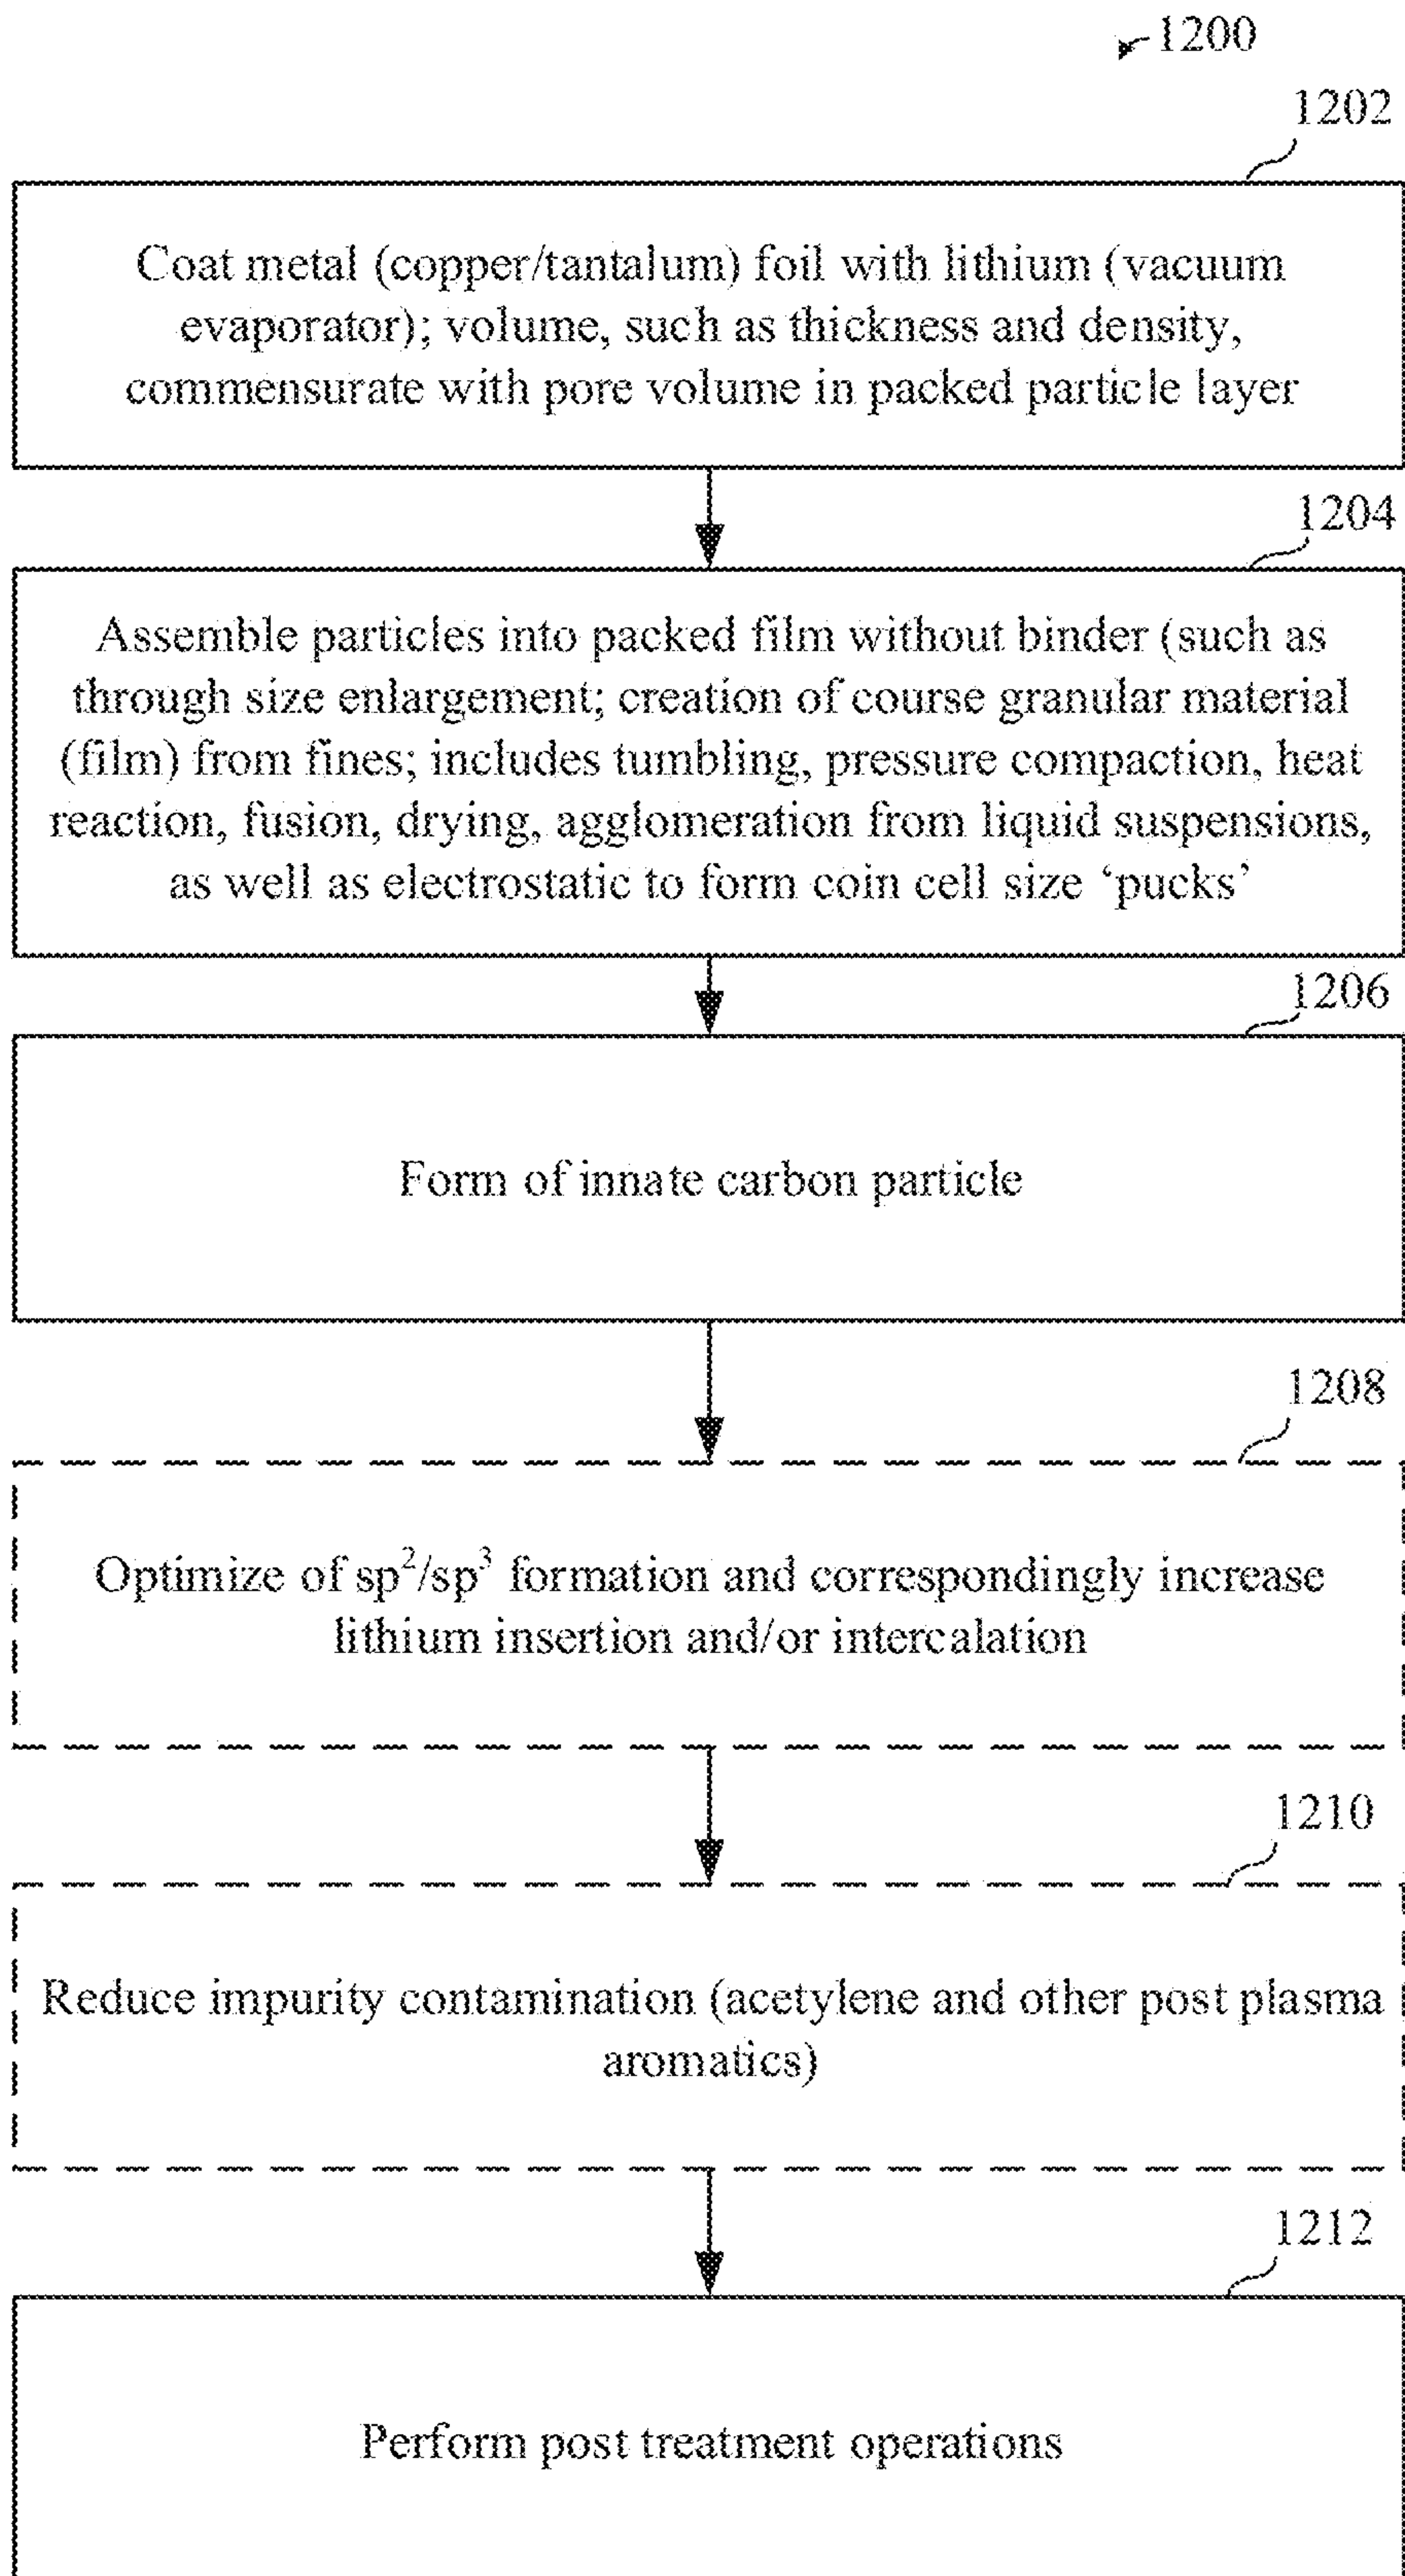 1200
1202
Coat metal (copper/tantalum) foil with lithium (vacuum
evaporator); volume, such as thickness and density,
commensurate with pore volume in packed particle layer
1204
Assemble particles into packed film without binder (such as
through size enlargement; creation of course granular material
(film) from fines; includes tumbling, pressure compaction, heat
reaction, fusion, drying, agglomeration from liquid suspensions,
as well as electrostatic to form coin cell size ‘pucks’
1206
Form of innate carbon particle
1208
Optimize of sp²/sp³ formation and correspondingly increase
lithium insertion and/or intercalation
1210
Reduce impurity contamination (acetylene and other post plasma
aromatics)
1212
Perform post treatment operations